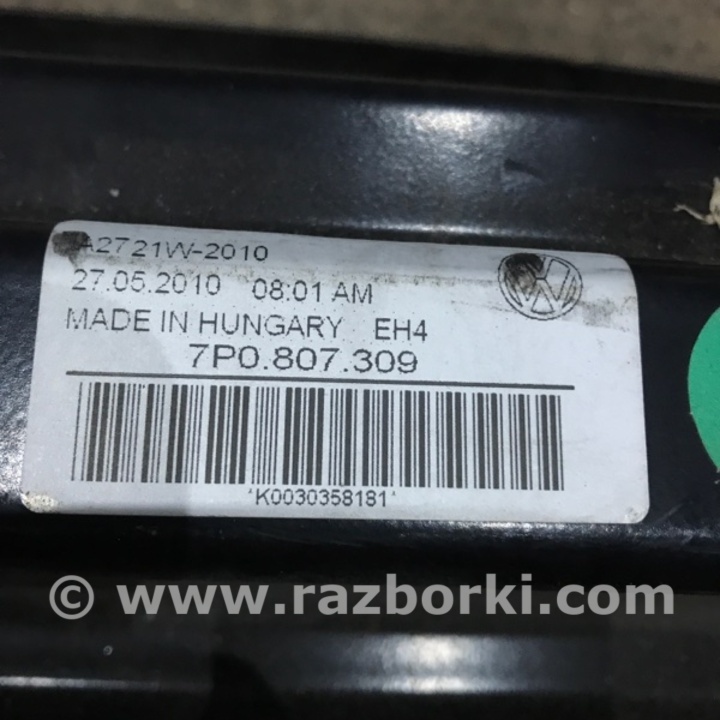 A2721W-2010
27.05.2010 08:01 AM
MADE IN HUNGARY EH4
7P0.807.309
*K0030358181*
© www.razborki.com